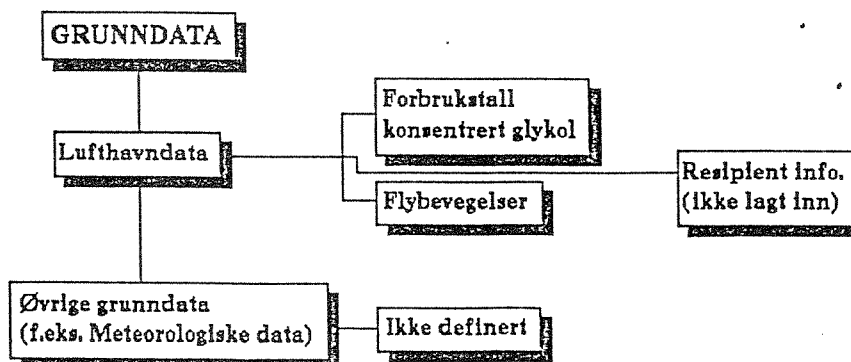 GRUNNDATA
Lufthavndata
Forbrukstall
konsentrert glykol
Flybevegelser
Resipient info.
(ikke lagt inn)
Øvrige grunndata
(f.eks. Meteorologiske data)
Ikke definert